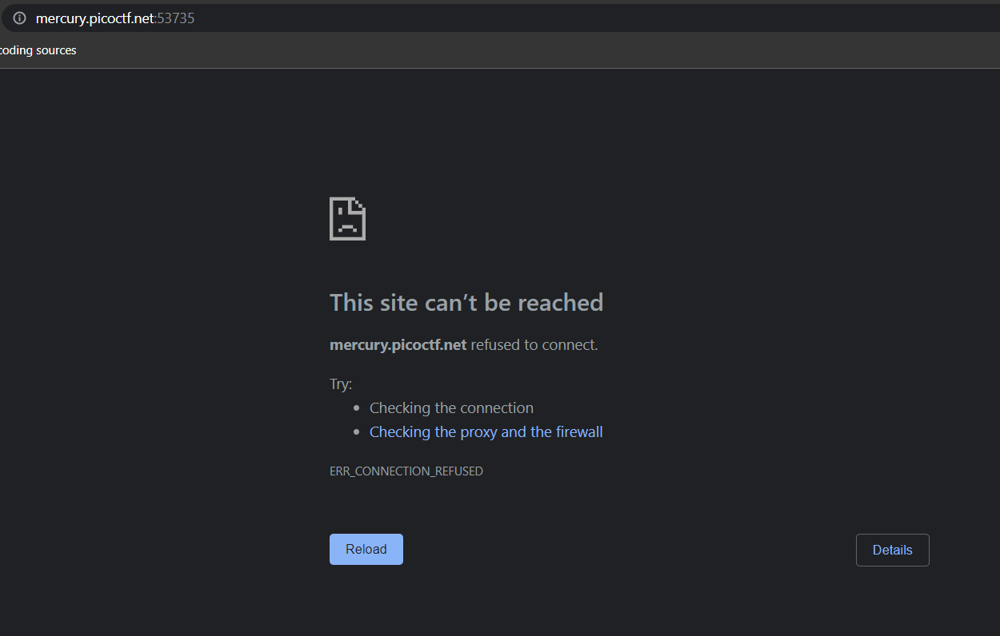 mercury.picoctf.net:53735
coding sources
This site can’t be reached
mercury.picoctf.net refused to connect.
Try:
Checking the connection
Checking the proxy and the firewall
ERR_CONNECTION_REFUSED
Reload
Details